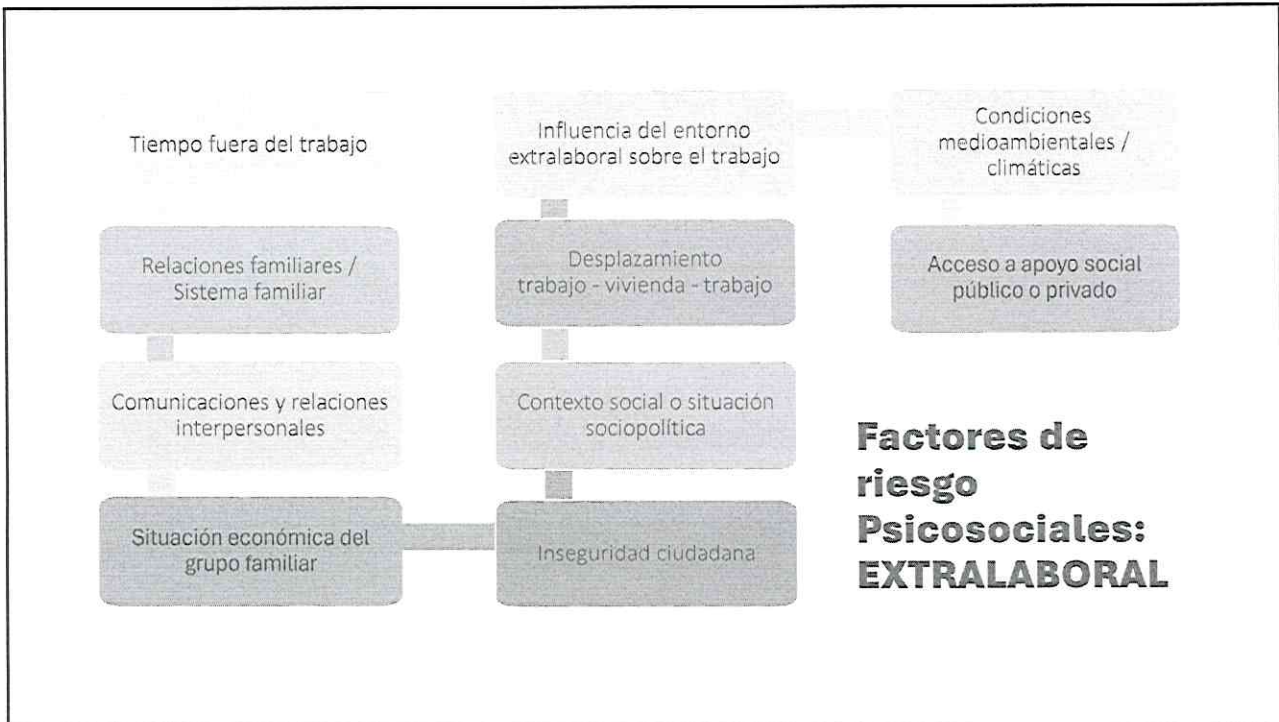 Tiempo fuera del trabajo
Relaciones familiares /
Sistema familiar
Comunicaciones y relaciones
interpersonales
Situación económica del
grupo familiar
Inseguridad ciudadana
Contexto social o situación
sociopolítica
Desplazamiento
trabajo - vivienda - trabajo
Influencia del entorno
extralaboral sobre el trabajo
Condiciones
medioambientales /
climáticas
Acceso a apoyo social
público o privado
Factores de
riesgo
Psicosociales:
EXTRALABORAL